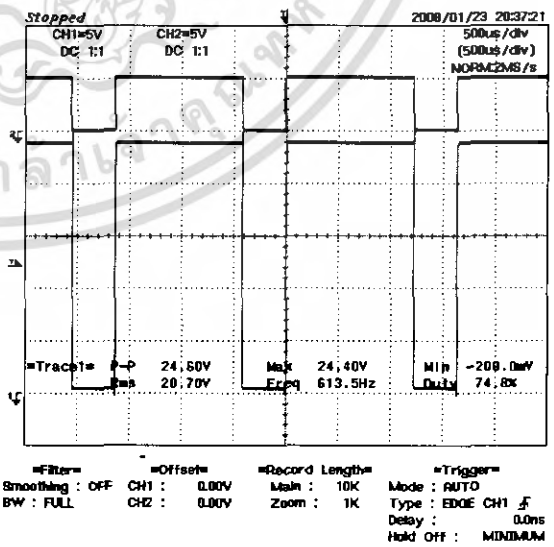 Stopped 2008/01/23 20:37:21
CH1=5V CH2=5V 500us/div
DC 1:1 DC 1:1 (500us/div)
NORM:2MS/s
=Trace1= P-P 24.60V Max 24.40V Min -200.0mV
Rms 20.70V Freq 613.5Hz Duty 74.8%
=Filter= =Offset= =Record Length= =Trigger=
Smoothing : OFF CH1 : 0.00V Main : 10K Mode : AUTO
BW : FULL CH2 : 0.00V Zoom : 1K Type : EDGE CH1
Delay : 0.0ns
Hold Off : MINIMUM